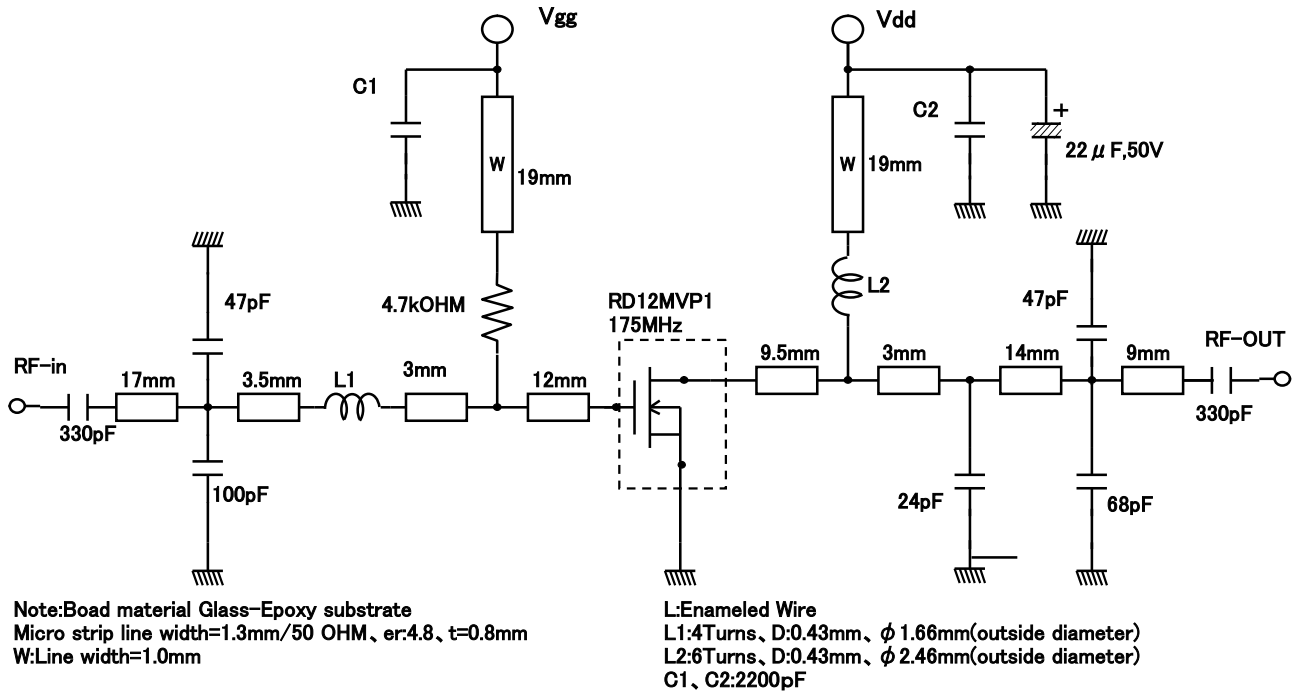 Vgg
Vdd
C1
C2
+
W
19mm
W
19mm
22μF,50V
47pF
4.7kOHM
L2
RD12MVP1
175MHz
47pF
RF-in
17mm
3.5mm
L1
3mm
12mm
9.5mm
3mm
14mm
9mm
RF-OUT
330pF
330pF
100pF
24pF
68pF
Note:Boad material Glass-Epoxy substrate
Micro strip line width=1.3mm/50 OHM、er:4.8、t=0.8mm
W:Line width=1.0mm
L:Enameled Wire
L1:4Turns、D:0.43mm、φ1.66mm(outside diameter)
L2:6Turns、D:0.43mm、φ2.46mm(outside diameter)
C1、C2:2200pF